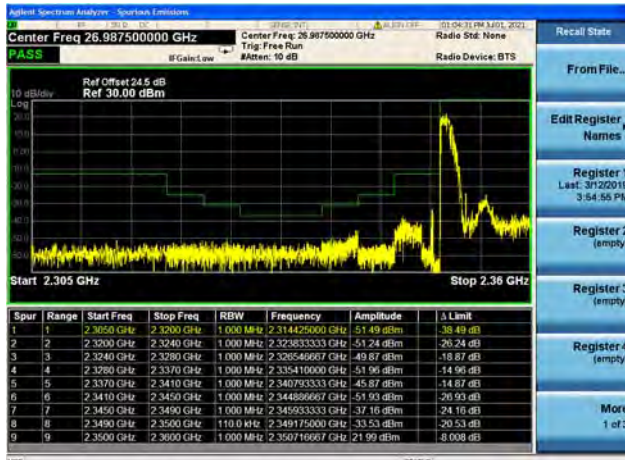 Agilent Spectrum Analyzer - Spurious Emissions
SENSE:INT ALIGN OFF 01:04:31 PM Jul 01, 2021
Center Freq 26.987500000 GHz
Center Freq: 26.987500000 GHz
Radio Std: None
Trig: Free Run
PASS
IFGain:Low
#Atten: 10 dB
Radio Device: BTS
Ref Offset 24.5 dB
10 dB/div Ref 30.00 dBm
Log
Start 2.305 GHz Stop 2.36 GHz
Spur Range Start Freq Stop Freq RBW Frequency Amplitude Δ Limit
1 1 2.3050 GHz 2.3200 GHz 1.000 MHz 2.314425000 GHz -51.49 dBm -38.49 dB
2 2 2.3200 GHz 2.3240 GHz 1.000 MHz 2.323833333 GHz -51.24 dBm -26.24 dB
3 3 2.3240 GHz 2.3280 GHz 1.000 MHz 2.326546667 GHz -49.87 dBm -18.87 dB
4 4 2.3280 GHz 2.3370 GHz 1.000 MHz 2.335410000 GHz -51.96 dBm -14.96 dB
5 5 2.3370 GHz 2.3410 GHz 1.000 MHz 2.340793333 GHz -45.87 dBm -14.87 dB
6 6 2.3410 GHz 2.3450 GHz 1.000 MHz 2.344886667 GHz -51.93 dBm -26.93 dB
7 7 2.3450 GHz 2.3490 GHz 1.000 MHz 2.345933333 GHz -37.16 dBm -24.16 dB
8 8 2.3490 GHz 2.3500 GHz 110.0 kHz 2.349175000 GHz -33.53 dBm -20.53 dB
9 9 2.3500 GHz 2.3600 GHz 1.000 MHz 2.350716667 GHz 21.99 dBm -8.008 dB
Recall State
From File..
Edit Register
Names
Register 1
Last: 3/12/2019
3:54:55 PM
Register 2
(empty
Register 3
(empty
Register 4
(empty
More
1 of 3